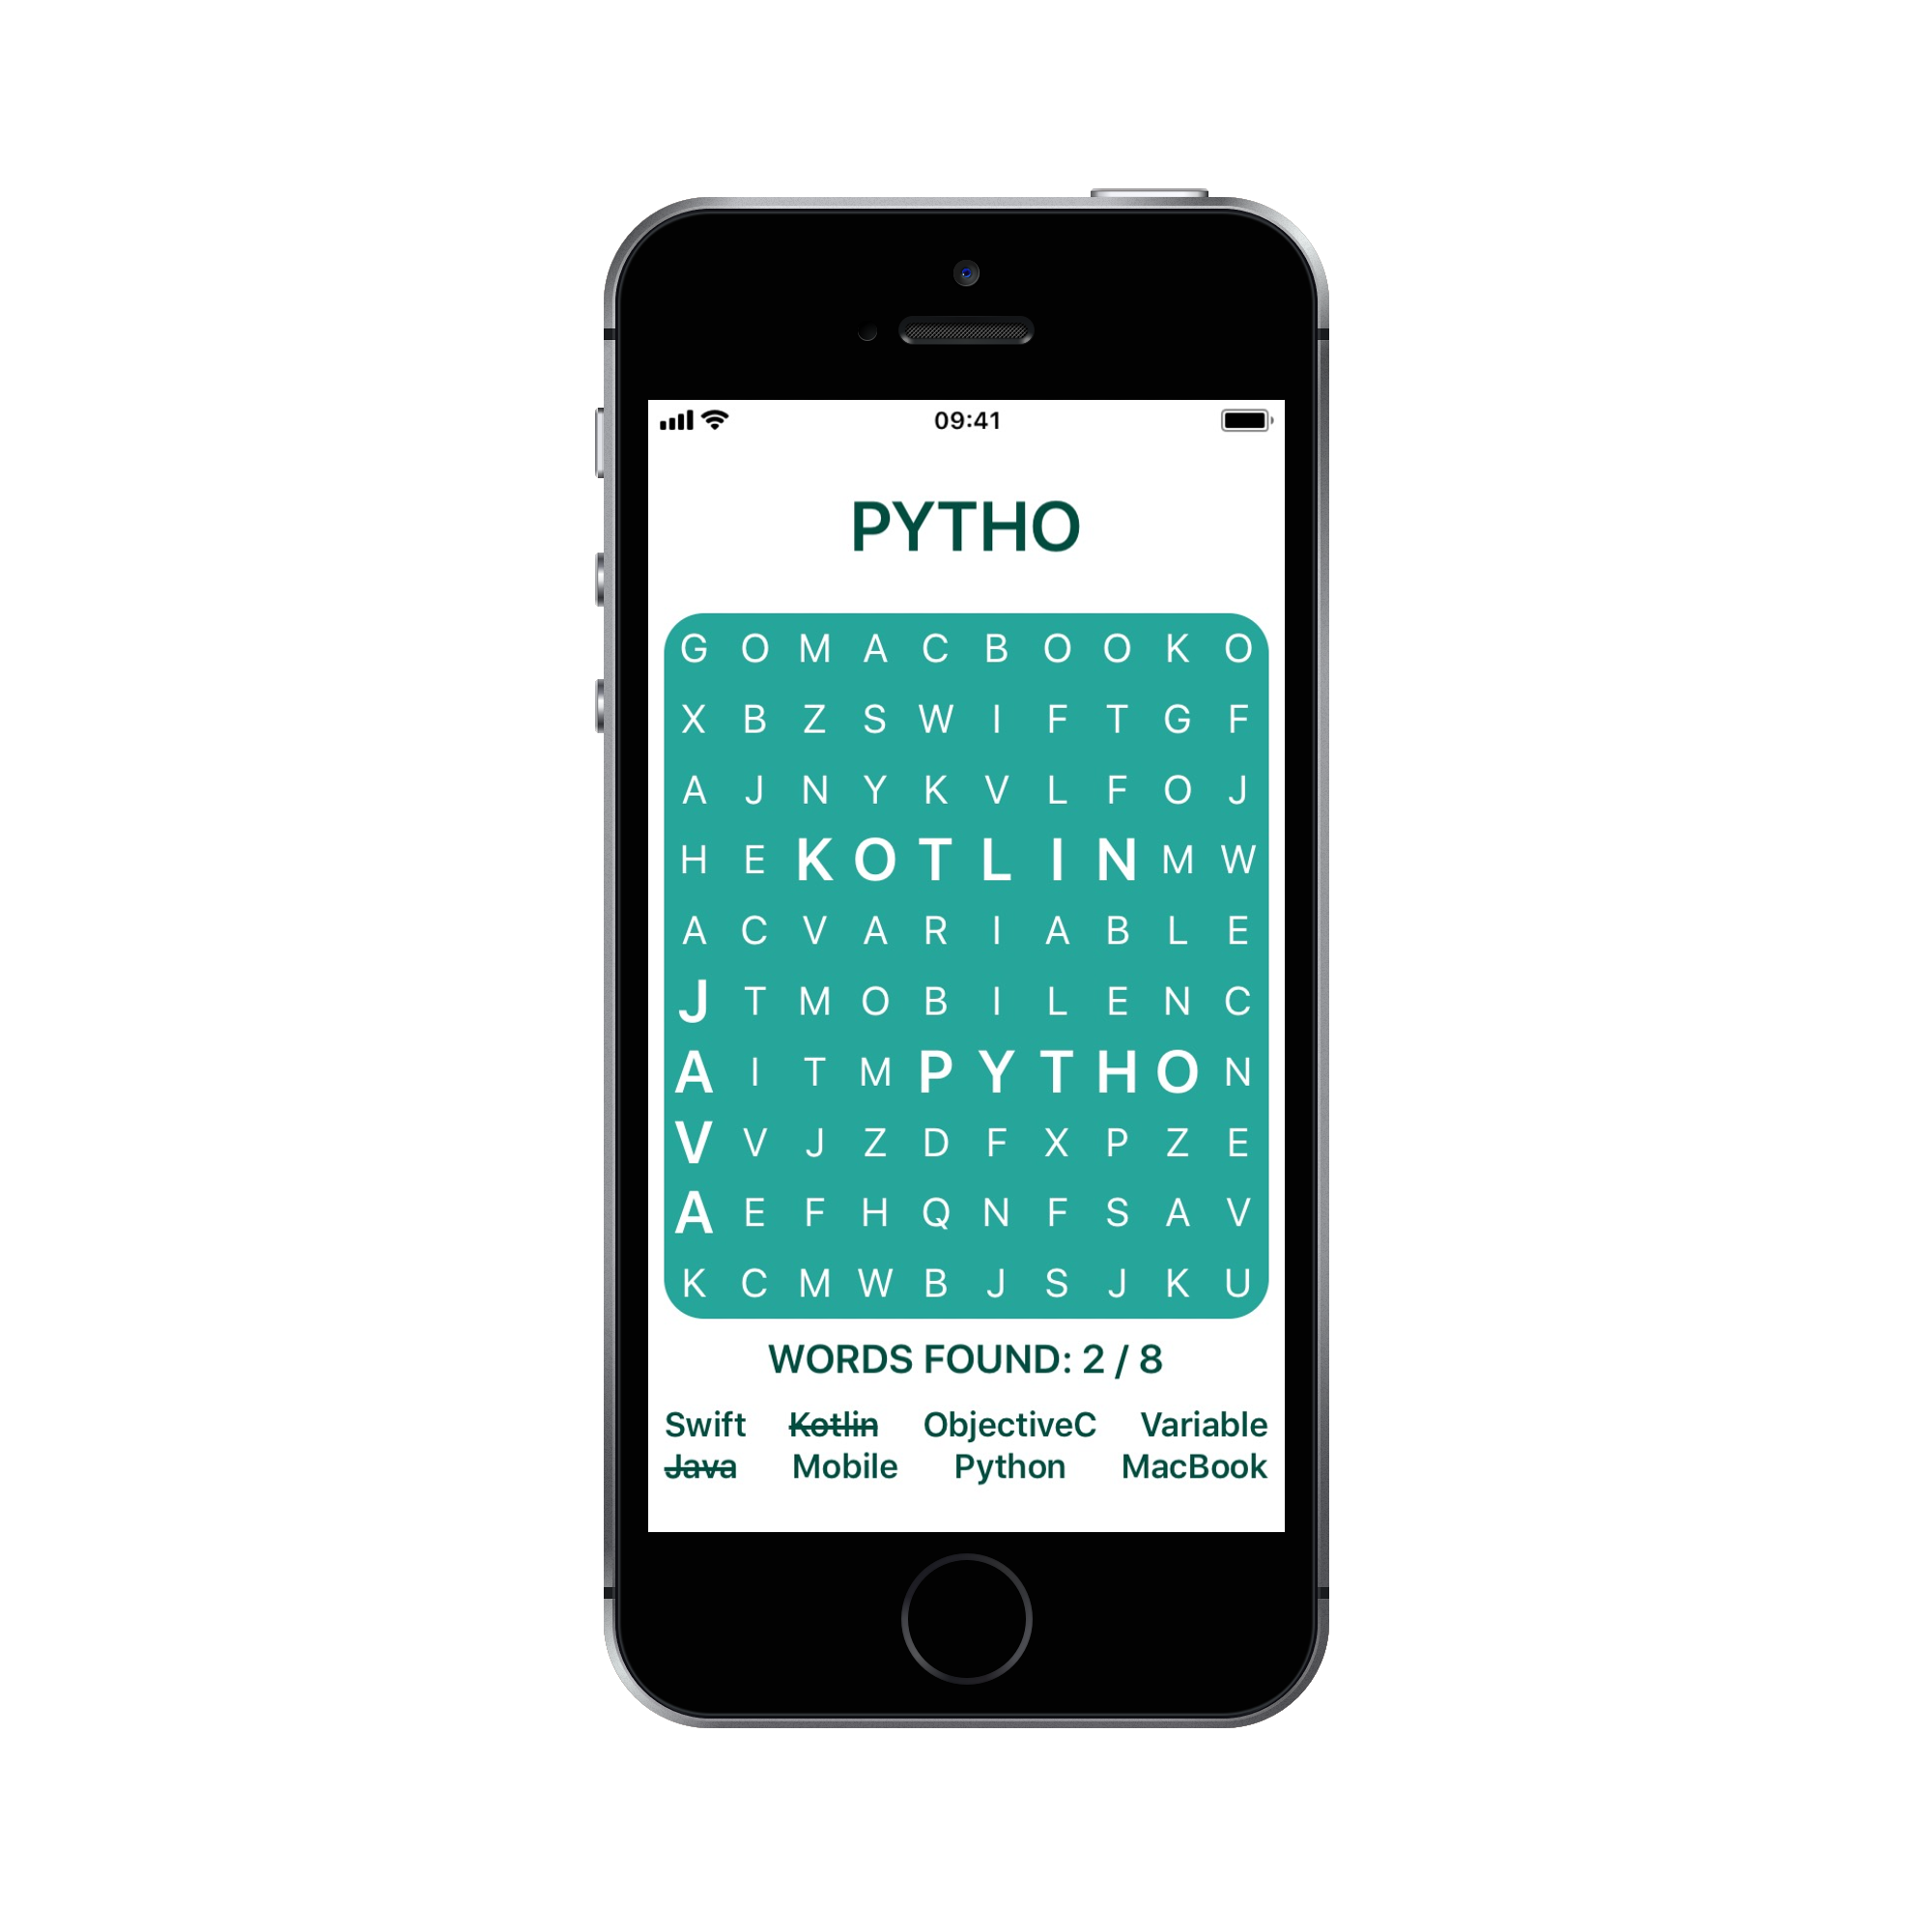 09:41
PYTHO
G O M A C B O O K O
X B Z S W I F T G F
A J N Y K V L F O J
H E K O T L I N M W
A C V A R I A B L E
J T M O B I L E N C
A I T M P Y T H O N
V V J Z D F X P Z E
A E F H Q N F S A V
K C M W B J S J K U
WORDS FOUND: 2 / 8
Swift Kotlin ObjectiveC Variable
Java Mobile Python MacBook